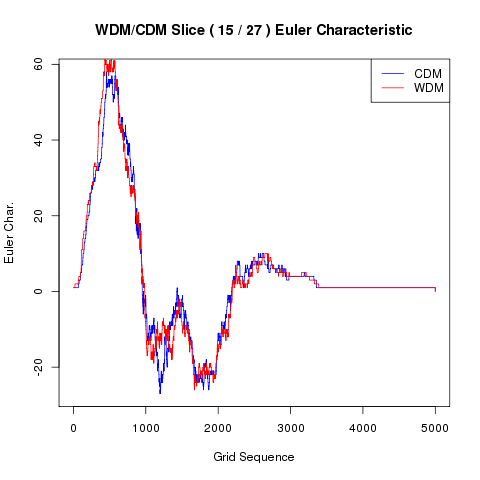 WDM/CDM Slice ( 15 / 27 ) Euler Characteristic
CDM
WDM
Euler Char.
60
40
20
0
-20
0
1000
2000
3000
4000
5000
Grid Sequence